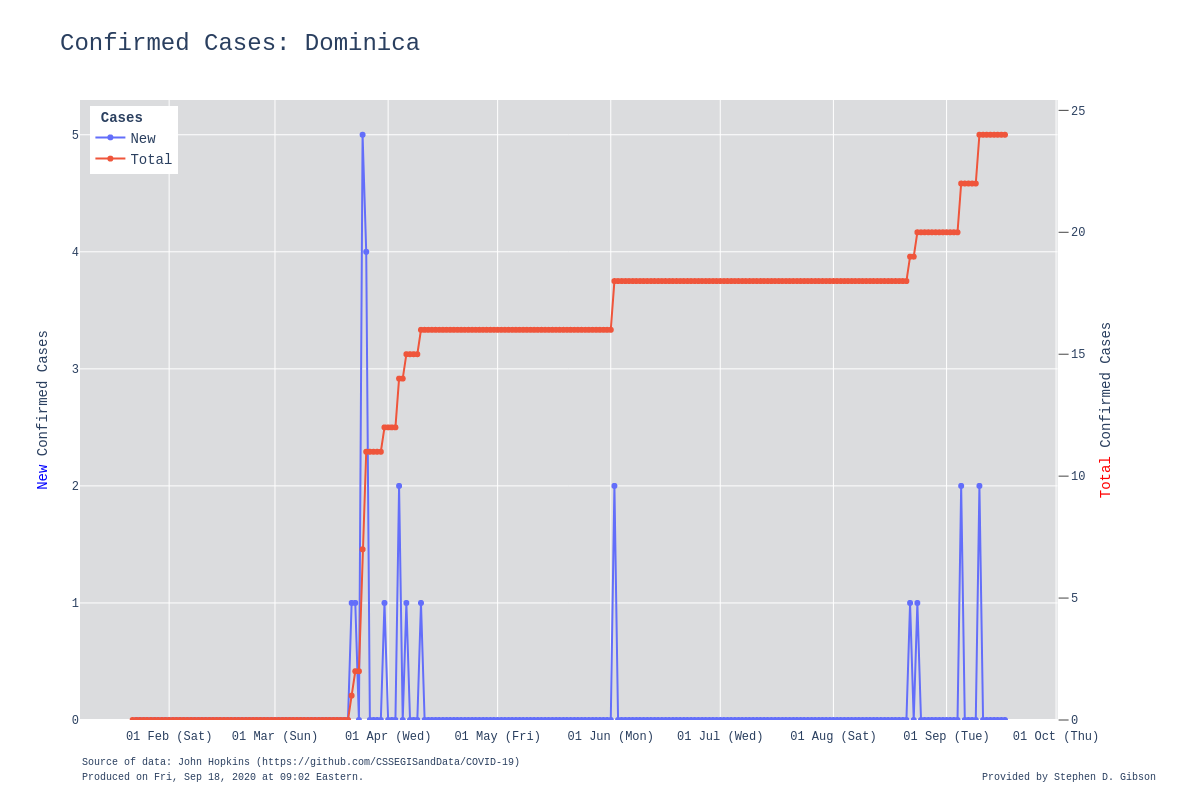 Confirmed Cases: Dominica
Cases
New
Total
5
4
3
2
1
0
New Confirmed Cases
25
20
15
10
5
0
Total Confirmed Cases
01 Feb (Sat)
01 Mar (Sun)
01 Apr (Wed)
01 May (Fri)
01 Jun (Mon)
01 Jul (Wed)
01 Aug (Sat)
01 Sep (Tue)
01 Oct (Thu)
Source of data: John Hopkins (https://github.com/CSSEGISandData/COVID-19)
Produced on Fri, Sep 18, 2020 at 09:02 Eastern.
Provided by Stephen D. Gibson